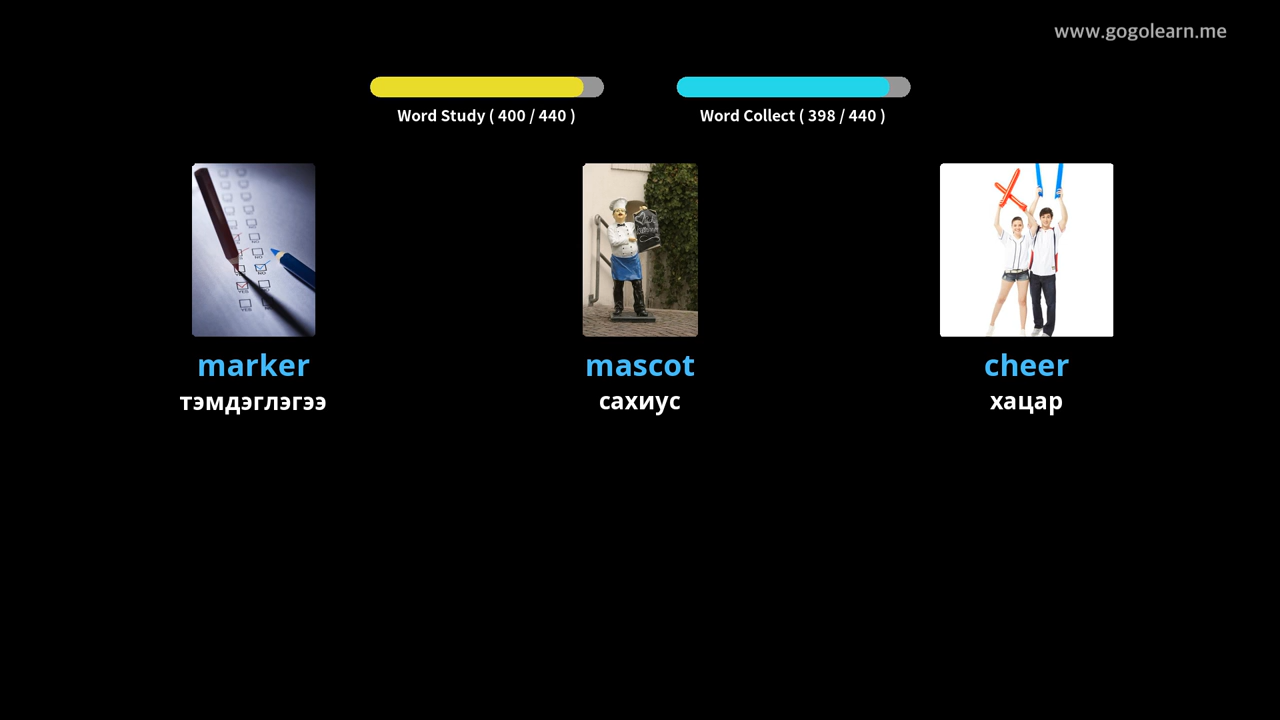 www.gogolearn.me
Word Study ( 400 / 440 )
Word Collect ( 398 / 440 )
marker
mascot
cheer
тэмдэглэгээ
сахиус
хацар